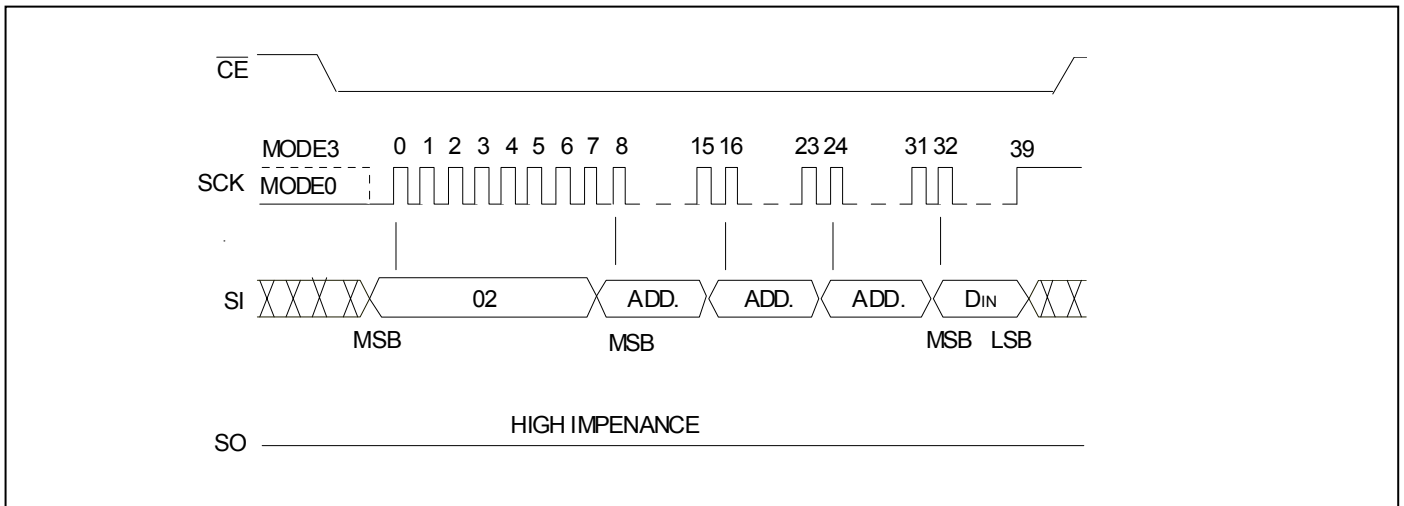 CE
MODE3 0 1 2 3 4 5 6 7 8 15 16 23 24 31 32 39
SCK MODE0
SI 02 ADD. ADD. ADD. DIN
MSB MSB MSB LSB
HIGH IMPENANCE
SO